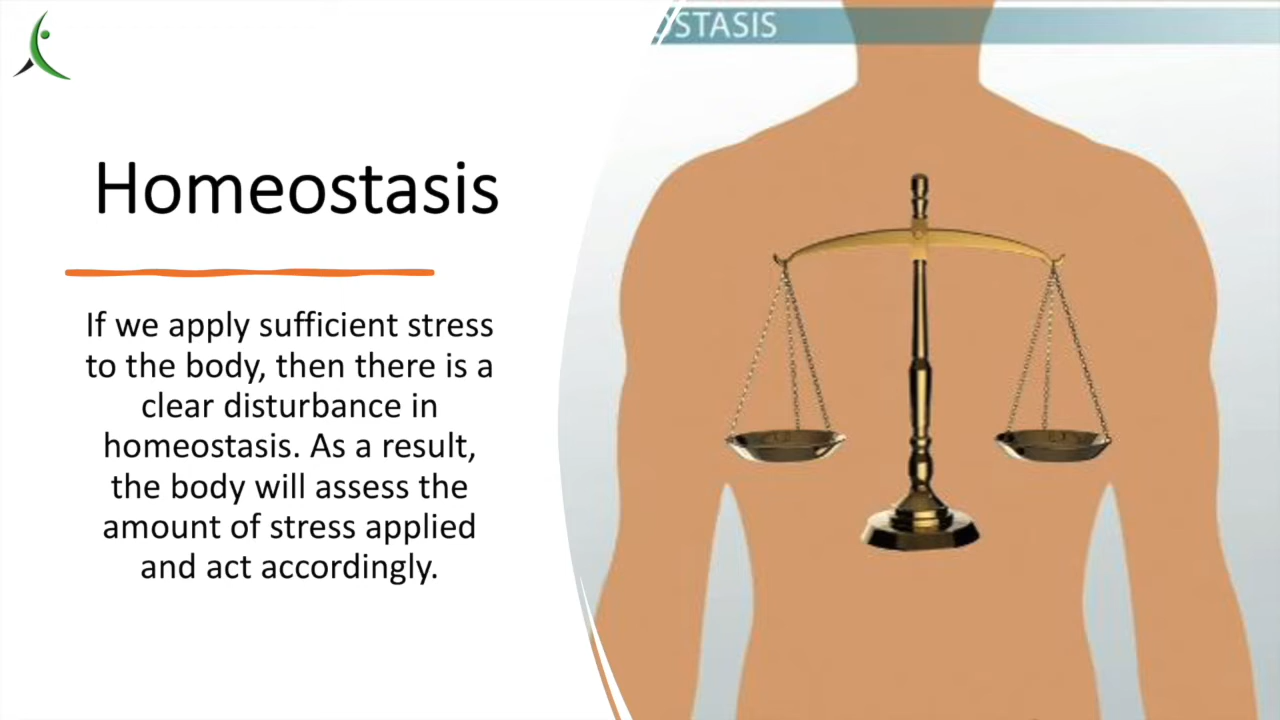 OSTASIS
Homeostasis
If we apply sufficient stress
to the body, then there is a
clear disturbance in
homeostasis. As a result,
the body will assess the
amount of stress applied
and act accordingly.